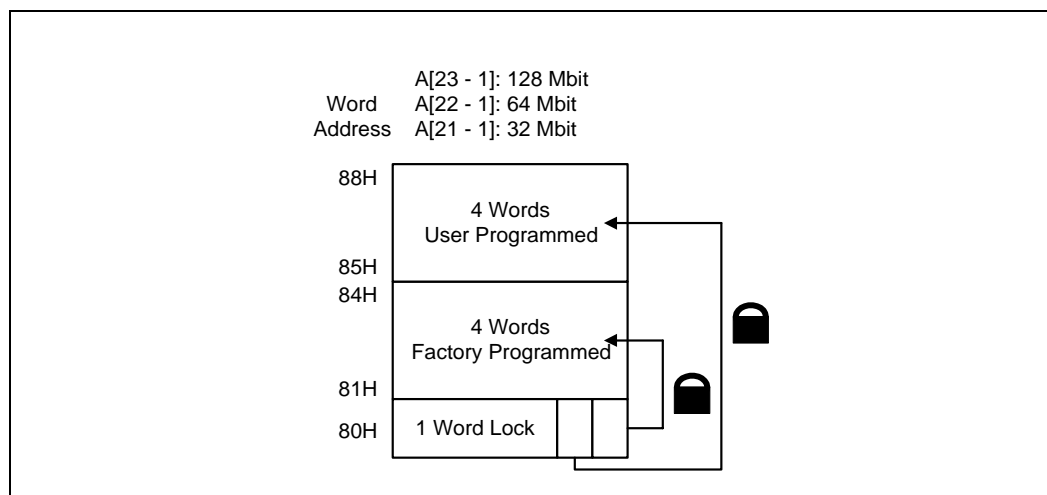 A[23 - 1]: 128 Mbit
Word A[22 - 1]: 64 Mbit
Address A[21 - 1]: 32 Mbit
88H
4 Words
User Programmed
85H
84H
4 Words
Factory Programmed
81H
80H 1 Word Lock